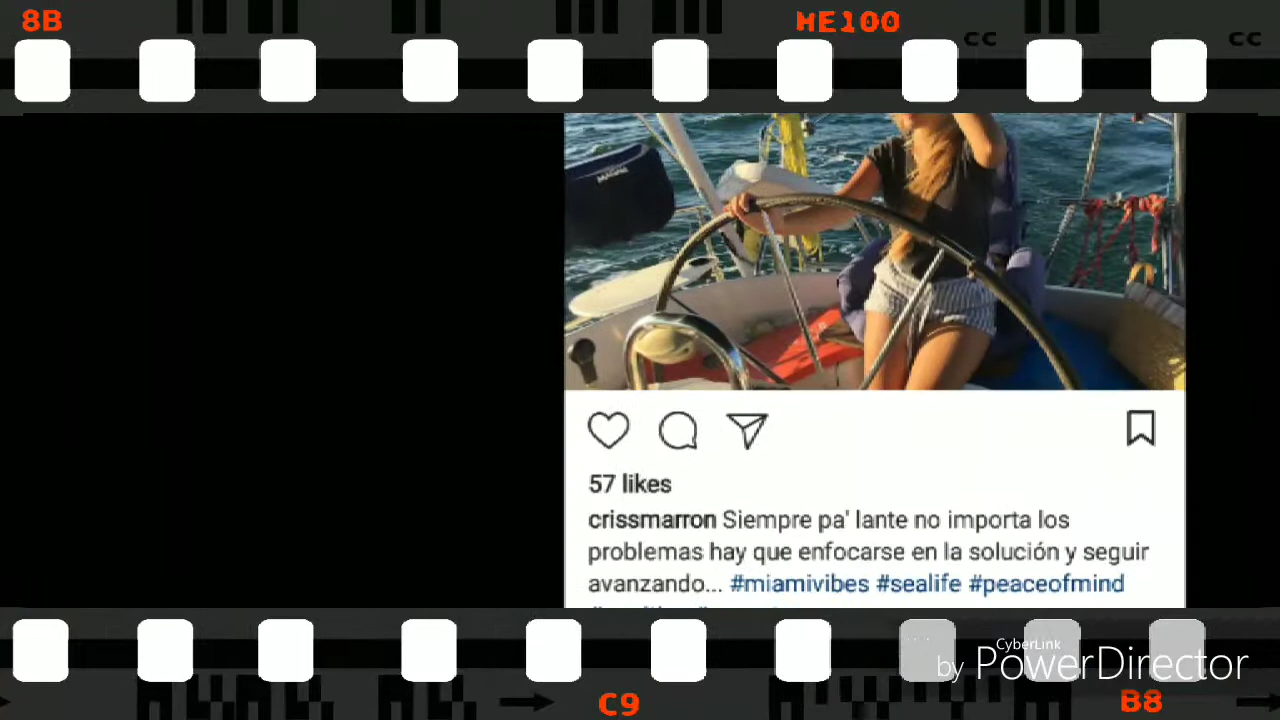 8B
HE100
CC
CC
57 likes
crissmarron Siempre pa' lante no importa los
problemas hay que enfocarse en la solución y seguir
avanzando... #miamivibes #sealife #peaceofmind
CyberLink
by PowerDirector
C9
B8